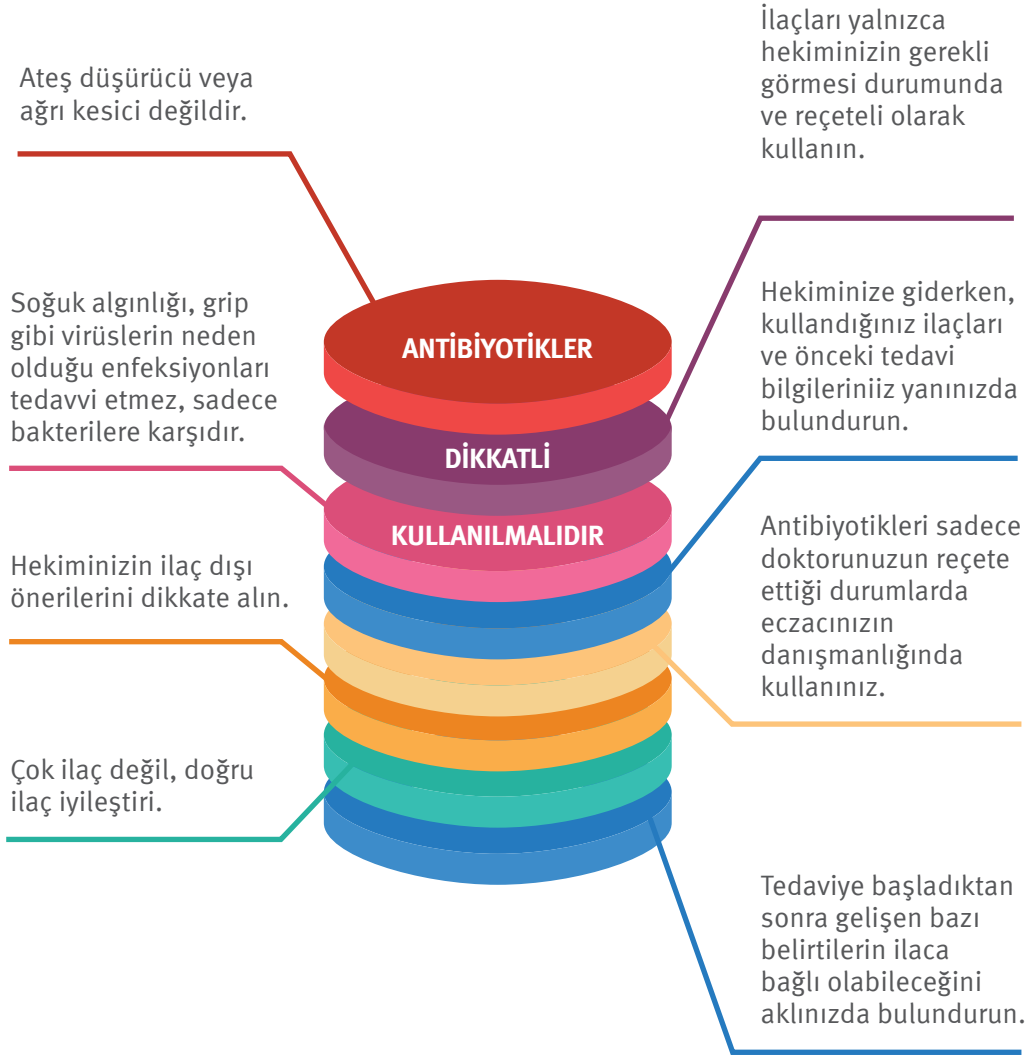 Ateş düşürücü veya
ağrı kesici değildir.
Soğuk algınlığı, grip
gibi virüslerin neden
olduğu enfeksiyonları
tedavvi etmez, sadece
bakterilere karşıdır.
Hekiminizin ilaç dışı
önerilerini dikkate alın.
Çok ilaç değil, doğru
ilaç iyileştiri.
ANTİBİYOTİKLER
DİKKATLİ
KULLANILMALIDIR
İlaçları yalnızca
hekiminizin gerekli
görmesi durumunda
ve reçeteli olarak
kullanın.
Hekiminize giderken,
kullandığınız ilaçları
ve önceki tedavi
bilgileriniiz yanınızda
bulundurun.
Antibiyotikleri sadece
doktorunuzun reçete
ettiği durumlarda
eczacınızın
danışmanlığında
kullanınız.
Tedaviye başladıktan
sonra gelişen bazı
belirtilerin ilaca
bağlı olabileceğini
aklınızda bulundurun.